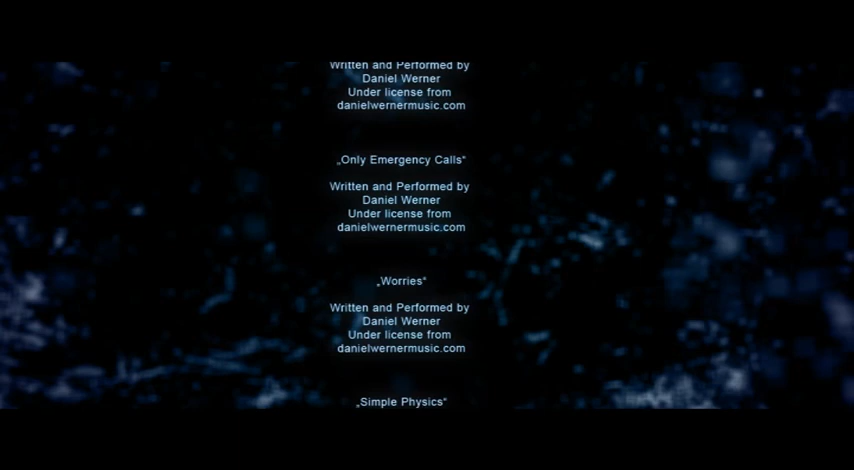 Written and Performed by
Daniel Werner
Under license from
danielwernermusic.com
„Only Emergency Calls“
Written and Performed by
Daniel Werner
Under license from
danielwernermusic.com
„Worries“
Written and Performed by
Daniel Werner
Under license from
danielwernermusic.com
„Simple Physics“